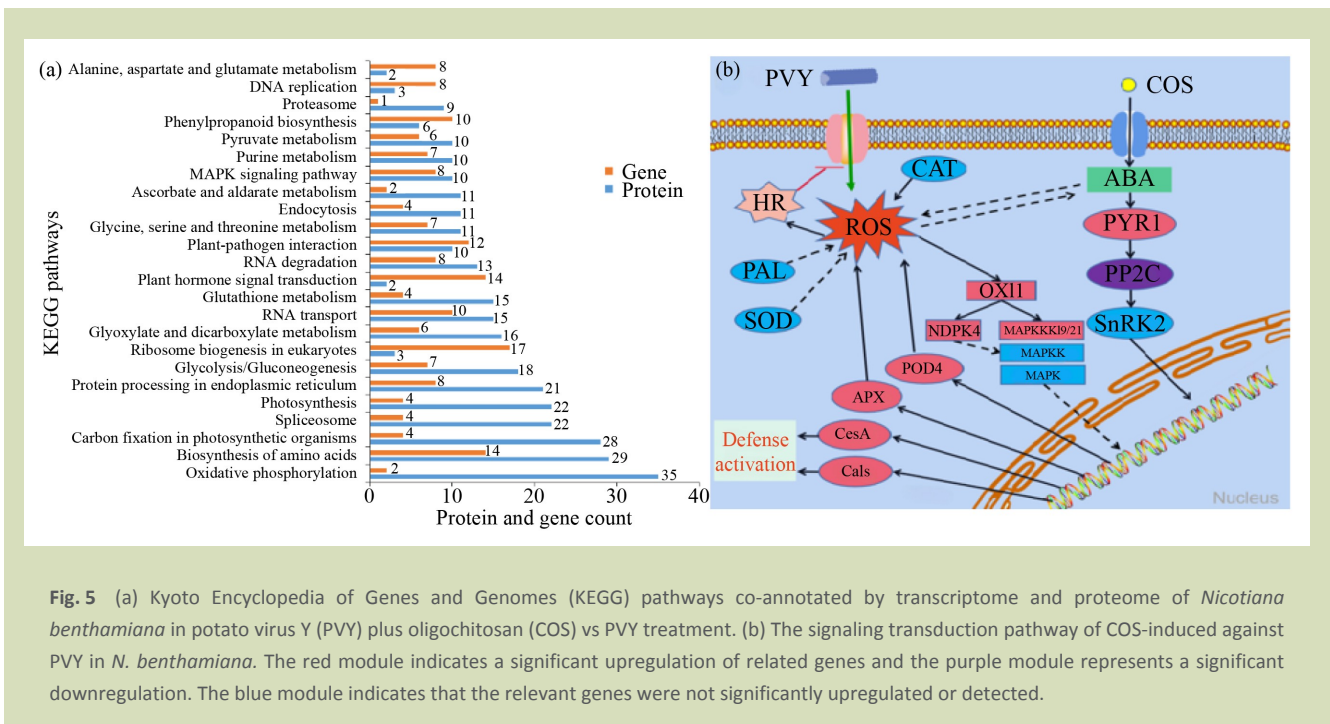 (a)
Alanine, aspartate and glutamate metabolism 8 2
DNA replication 8 3
Proteasome 1 9
Phenylpropanoid biosynthesis 10 6
Pyruvate metabolism 6 10
Purine metabolism 7 10
MAPK signaling pathway 8 10
Ascorbate and aldarate metabolism 2 11
Endocytosis 4 11
Glycine, serine and threonine metabolism 7 11
Plant-pathogen interaction 12 10
RNA degradation 8 13
Plant hormone signal transduction 14 2
Glutathione metabolism 4 15
RNA transport 10 15
Glyoxylate and dicarboxylate metabolism 6 16
Ribosome biogenesis in eukaryotes 17 3
Glycolysis/Gluconeogenesis 7 18
Protein processing in endoplasmic reticulum 8 21
Photosynthesis 4 22
Spliceosome 4 22
Carbon fixation in photosynthetic organisms 4 28
Biosynthesis of amino acids 14 29
Oxidative phosphorylation 2 35
KEGG pathways
0 10 20 30 40
Protein and gene count
Gene
Protein
(b)
PVY
COS
CAT
ABA
HR
ROS
PYR1
PAL
PP2C
OXI1
SOD
NDPK4
MAPKKKl9/21
SnRK2
MAPKK
POD4
MAPK
APX
Defense
activation
CesA
Cals
Nucleus
Fig. 5 (a) Kyoto Encyclopedia of Genes and Genomes (KEGG) pathways co-annotated by transcriptome and proteome of Nicotiana
benthamiana in potato virus Y (PVY) plus oligochitosan (COS) vs PVY treatment. (b) The signaling transduction pathway of COS-induced against
PVY in N. benthamiana. The red module indicates a significant upregulation of related genes and the purple module represents a significant
downregulation. The blue module indicates that the relevant genes were not significantly upregulated or detected.